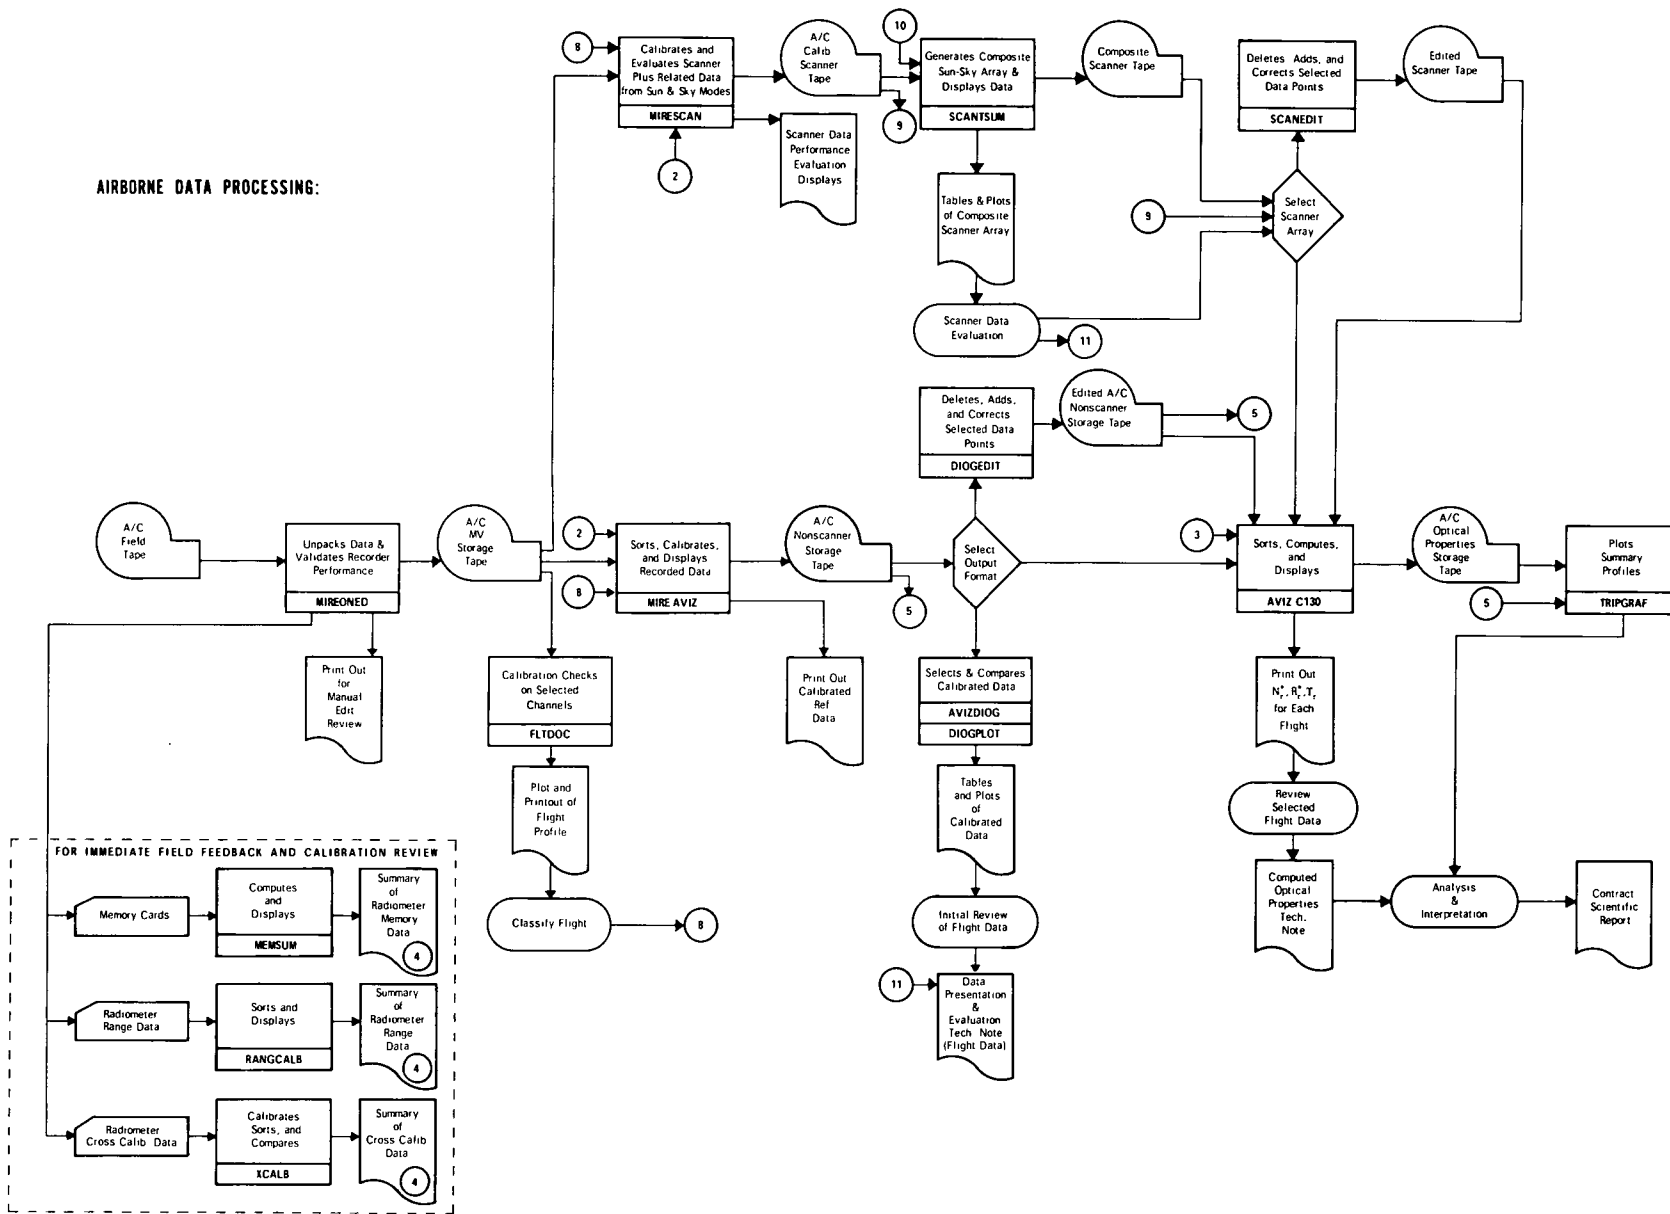 AIRBORNE DATA PROCESSING:
8
Calibrates and
Evaluates Scanner
Plus Related Data
from Sun & Sky Modes
MIRESCAN
2
A/C
Calib
Scanner
Tape
9
Scanner Data
Performance
Evaluation
Displays
10
Generates Composite
Sun-Sky Array &
Displays Data
SCANTSUM
Composite
Scanner Tape
Tables & Plots
of Composite
Scanner Array
Scanner Data
Evaluation
11
Deletes, Adds, and
Corrects Selected
Data Points
SCANEDIT
Edited
Scanner Tape
9
Select
Scanner
Array
Deletes, Adds,
and Corrects
Selected Data
Points
DIOGEDIT
Edited A/C
Nonscanner
Storage Tape
5
A/C
Field
Tape
Unpacks Data &
Validates Recorder
Performance
MIREONED
A/C
MV
Storage
Tape
2
8
Sorts, Calibrates,
and Displays
Recorded Data
MIRE AVIZ
A/C
Nonscanner
Storage
Tape
5
Select
Output
Format
3
Sorts, Computes,
and
Displays
AVIZ C130
A/C
Optical
Properties
Storage
Tape
5
Plots
Summary
Profiles
TRIPGRAF
Print Out
for
Manual
Edit
Review
Calibration Checks
on Selected
Channels
FLTDOC
Print Out
Calibrated
Ref
Data
Selects & Compares
Calibrated Data
AVIZDIOG
DIOGPLOT
Print Out
N*r, R*r, Tr
for Each
Flight
Plot and
Printout of
Flight
Profile
Tables
and Plots
of
Calibrated
Data
Review
Selected
Flight Data
Classify Flight
8
Initial Review
of Flight Data
Computed
Optical
Properties
Tech.
Note
Analysis
&
Interpretation
Contract
Scientific
Report
11
Data
Presentation
&
Evaluation
Tech Note
(Flight Data)
FOR IMMEDIATE FIELD FEEDBACK AND CALIBRATION REVIEW
Memory Cards
Computes
and
Displays
MEMSUM
Summary
of
Radiometer
Memory
Data
4
Radiometer
Range Data
Sorts and
Displays
RANGCALB
Summary
of
Radiometer
Range
Data
4
Radiometer
Cross Calib Data
Calibrates
Sorts, and
Compares
XCALB
Summary
of
Cross Calib
Data
4